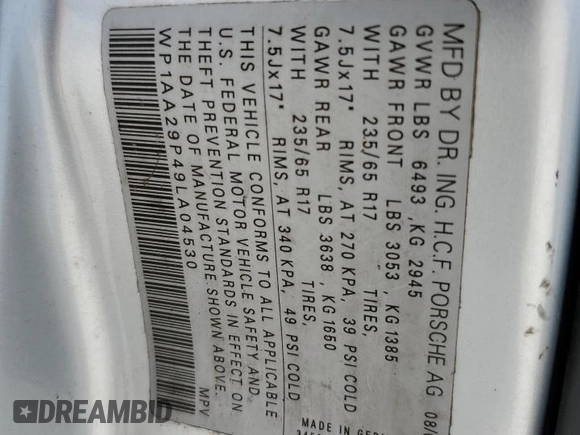 MFD BY DR. ING. H.C.F. PORSCHE AG 08/
GVWR LBS 6493 ,KG 2945
GAWR FRONT LBS 3053, KG 1385
WITH 235/65 R17 TIRES,
7.5Jx17" RIMS, AT 270 KPA, 39 PSI COLD
GAWR REAR LBS 3638 , KG 1650
WITH 235/65 R17 TIRES,
7.5Jx17" RIMS, AT 340 KPA, 49 PSI COLD
THIS VEHICLE CONFORMS TO ALL APPLICABLE
U.S. FEDERAL MOTOR VEHICLE SAFETY AND
THEFT PREVENTION STANDARDS IN EFFECT ON
THE DATE OF MANUFACTURE SHOWN ABOVE.
WP1AA29P49LA04530 MPV
MADE IN
DREAMBID